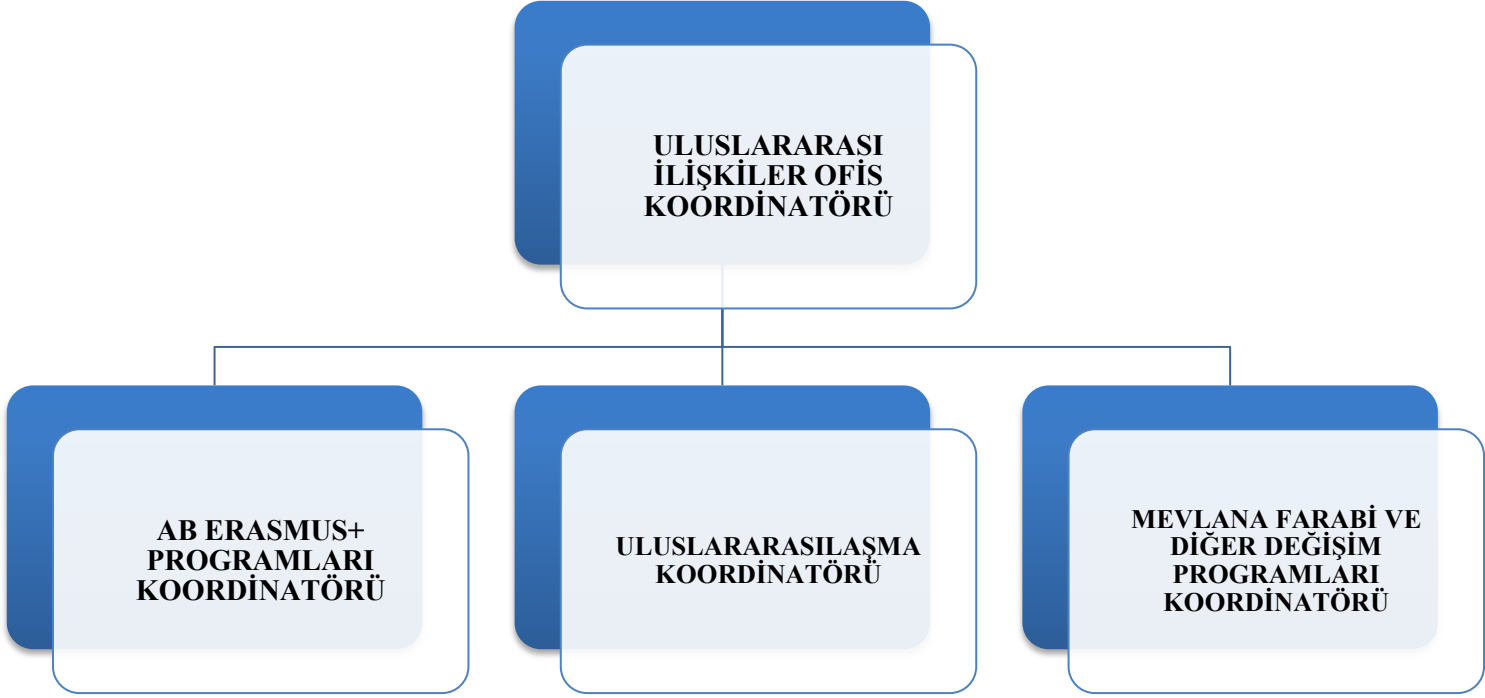 ULUSLARARASI
İLİŞKİLER OFİS
KOORDİNATÖRÜ
AB ERASMUS+
PROGRAMLARI
KOORDİNATÖRÜ
ULUSLARARASILAŞMA
KOORDİNATÖRÜ
MEVLANA FARABİ VE
DİĞER DEĞİŞİM
PROGRAMLARI
KOORDİNATÖRÜ